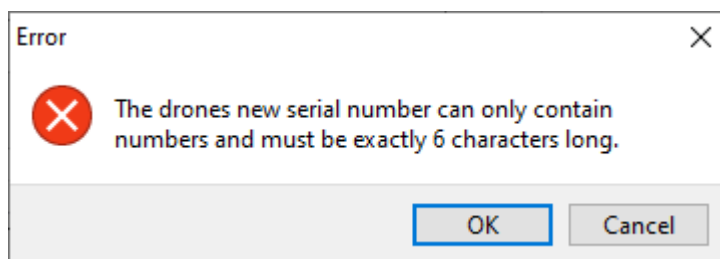 Error
The drones new serial number can only contain
numbers and must be exactly 6 characters long.
OK
Cancel